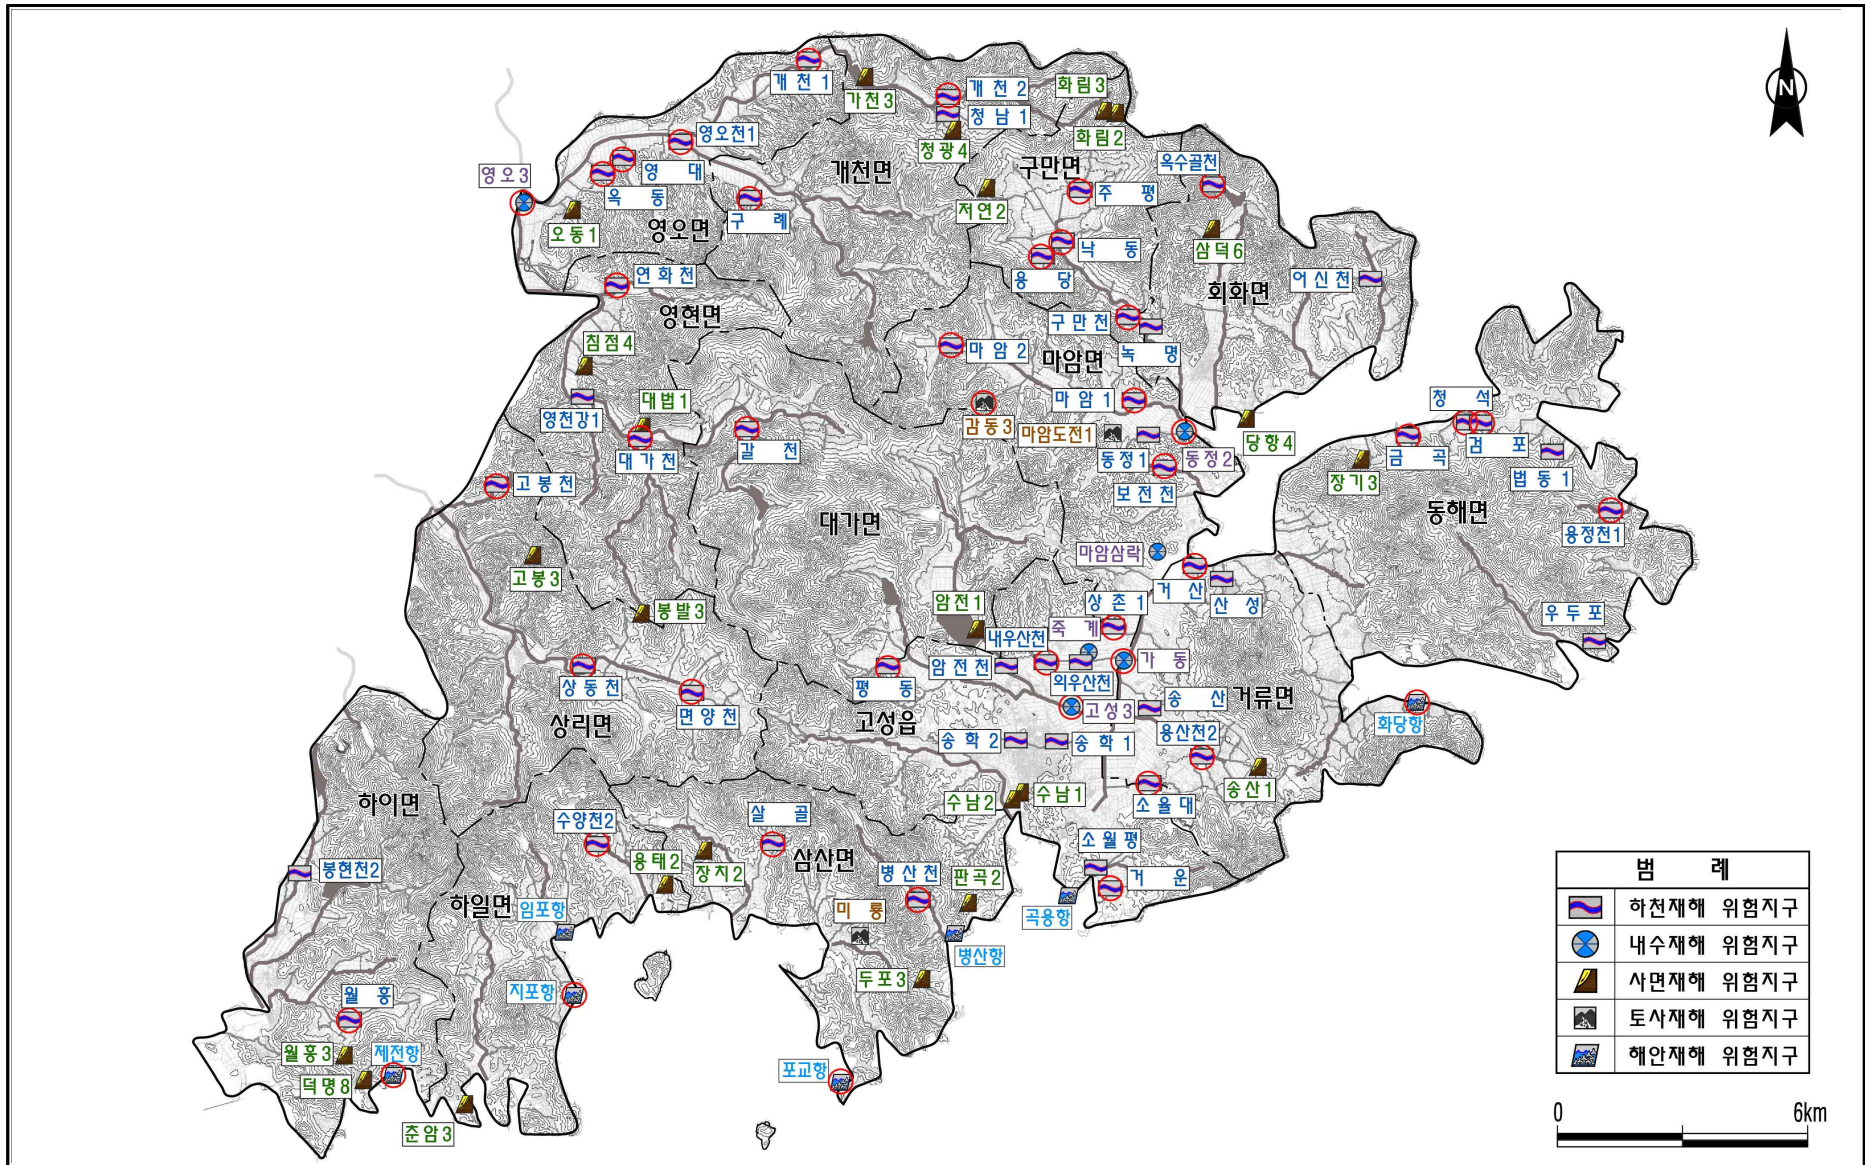 N
개천 1
가천 3
개천 2
화림 3
청남 1
화림 2
청광 4
영오천1
영오 3
영 대
옥 동
개천면
구만면
옥수골천
주 평
저연 2
구 례
오동 1
영오면
낙 동
삼덕 6
용 당
연화천
회화면
어신천
영현면
구만천
녹 명
침점 4
마암 2
마암면
영천강1
대법 1
마암 1
감동 3
마암도전1
당항 4
청 석
대가천
갈 천
동정 1
동정 2
금 곡
검 포
고봉천
보전천
장기 3
법동 1
대가면
동해면
용정천1
고봉 3
마암삼락
거 산
산 성
봉발 3
암전 1
상촌 1
우두포
내우산천
죽 계
상동천
평 동
암전천
가 동
외우산천
면양천
고성 3
송 산
거류면
상리면
고성읍
화당항
송학 2
송학 1
용산천2
하이면
수남 2
수남 1
소율대
송산 1
수양천2
살 골
소월평
용태 2
장치 2
삼산면
봉현천2
병산천
판곡 2
거 운
하일면
임포항
미 룡
곡용항
병산항
지포항
두포 3
월 흥
월흥 3
제전항
포교항
덕명 8
춘암 3
범 례
하천재해 위험지구
내수재해 위험지구
사면재해 위험지구
토사재해 위험지구
해안재해 위험지구
0 6km